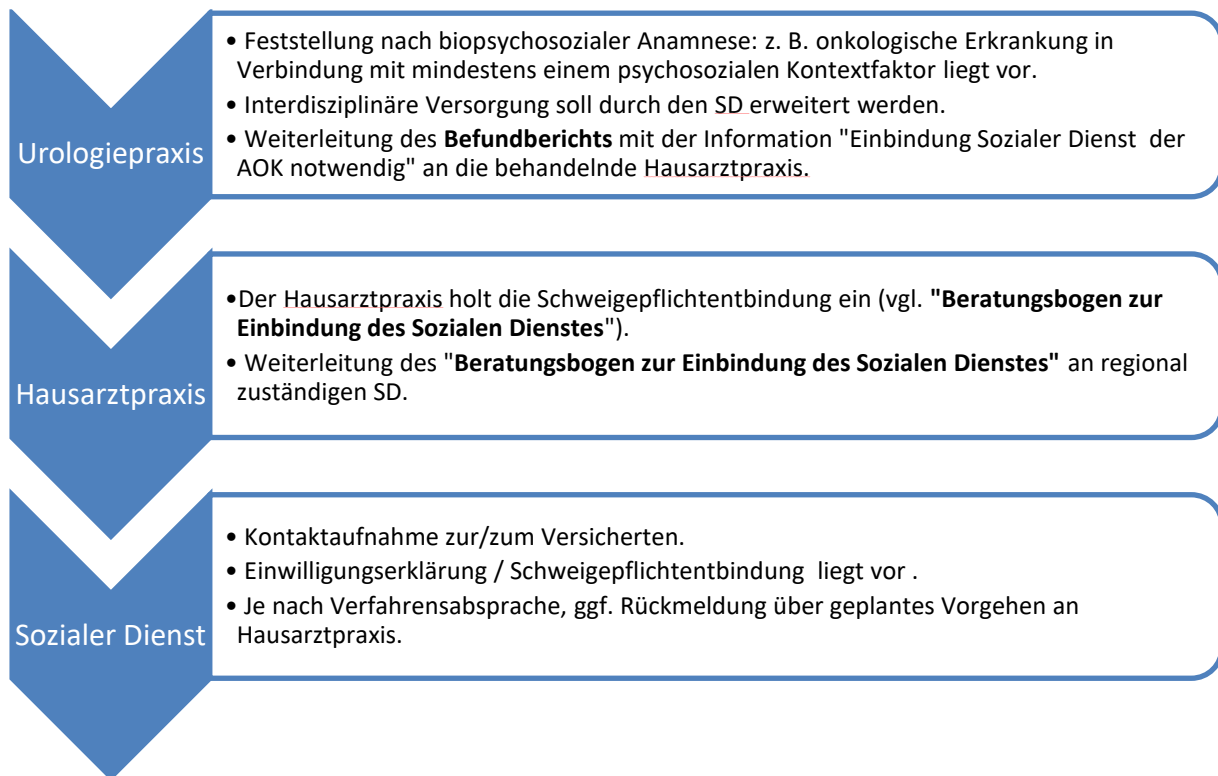 Urologiepraxis
• Feststellung nach biopsychosozialer Anamnese: z. B. onkologische Erkrankung in
Verbindung mit mindestens einem psychosozialen Kontextfaktor liegt vor.
• Interdisziplinäre Versorgung soll durch den SD erweitert werden.
• Weiterleitung des Befundberichts mit der Information "Einbindung Sozialer Dienst  der
AOK notwendig" an die behandelnde Hausarztpraxis.
Hausarztpraxis
•Der Hausarztpraxis holt die Schweigepflichtentbindung ein (vgl. "Beratungsbogen zur
Einbindung des Sozialen Dienstes").
• Weiterleitung des "Beratungsbogen zur Einbindung des Sozialen Dienstes" an regional
zuständigen SD.
Sozialer Dienst
• Kontaktaufnahme zur/zum Versicherten.
• Einwilligungserklärung / Schweigepflichtentbindung  liegt vor .
• Je nach Verfahrensabsprache, ggf. Rückmeldung über geplantes Vorgehen an
Hausarztpraxis.